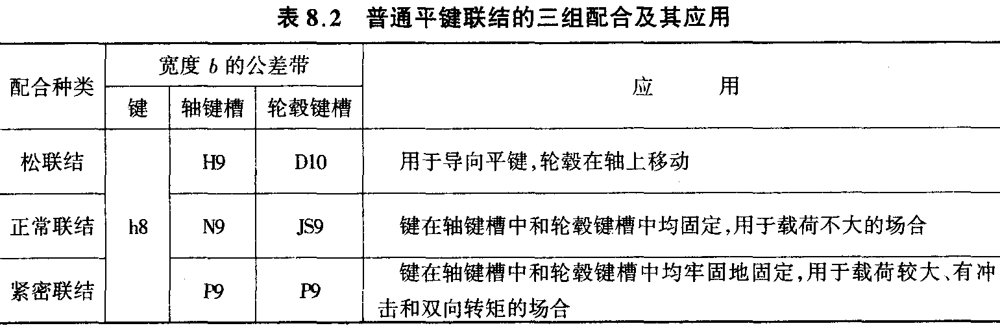 表 8.2 普通平键联结的三组配合及其应用
配合种类
宽度 b 的公差带
应 用
键
轴键槽
轮毂键槽
松联结
h8
H9
D10
用于导向平键,轮毂在轴上移动
正常联结
N9
JS9
键在轴键槽中和轮毂键槽中均固定,用于载荷不大的场合
紧密联结
P9
P9
键在轴键槽中和轮毂键槽中均牢固地固定,用于载荷较大、有冲
击和双向转矩的场合